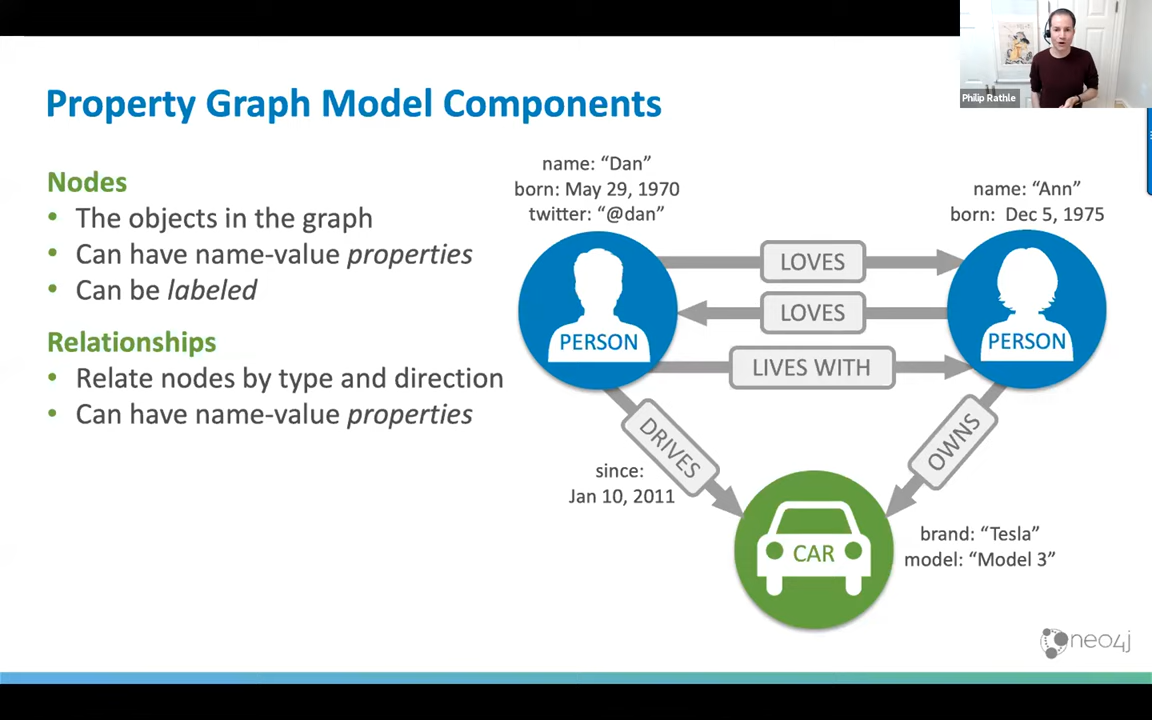 Philip Rathle
Property Graph Model Components
Nodes
• The objects in the graph
• Can have name-value properties
• Can be labeled
Relationships
• Relate nodes by type and direction
• Can have name-value properties
name: “Dan”
born: May 29, 1970
twitter: “@dan”
name: “Ann”
born: Dec 5, 1975
LOVES
LOVES
LIVES WITH
PERSON
PERSON
DRIVES
OWNS
since:
Jan 10, 2011
CAR
brand: “Tesla”
model: “Model 3”
neo4j